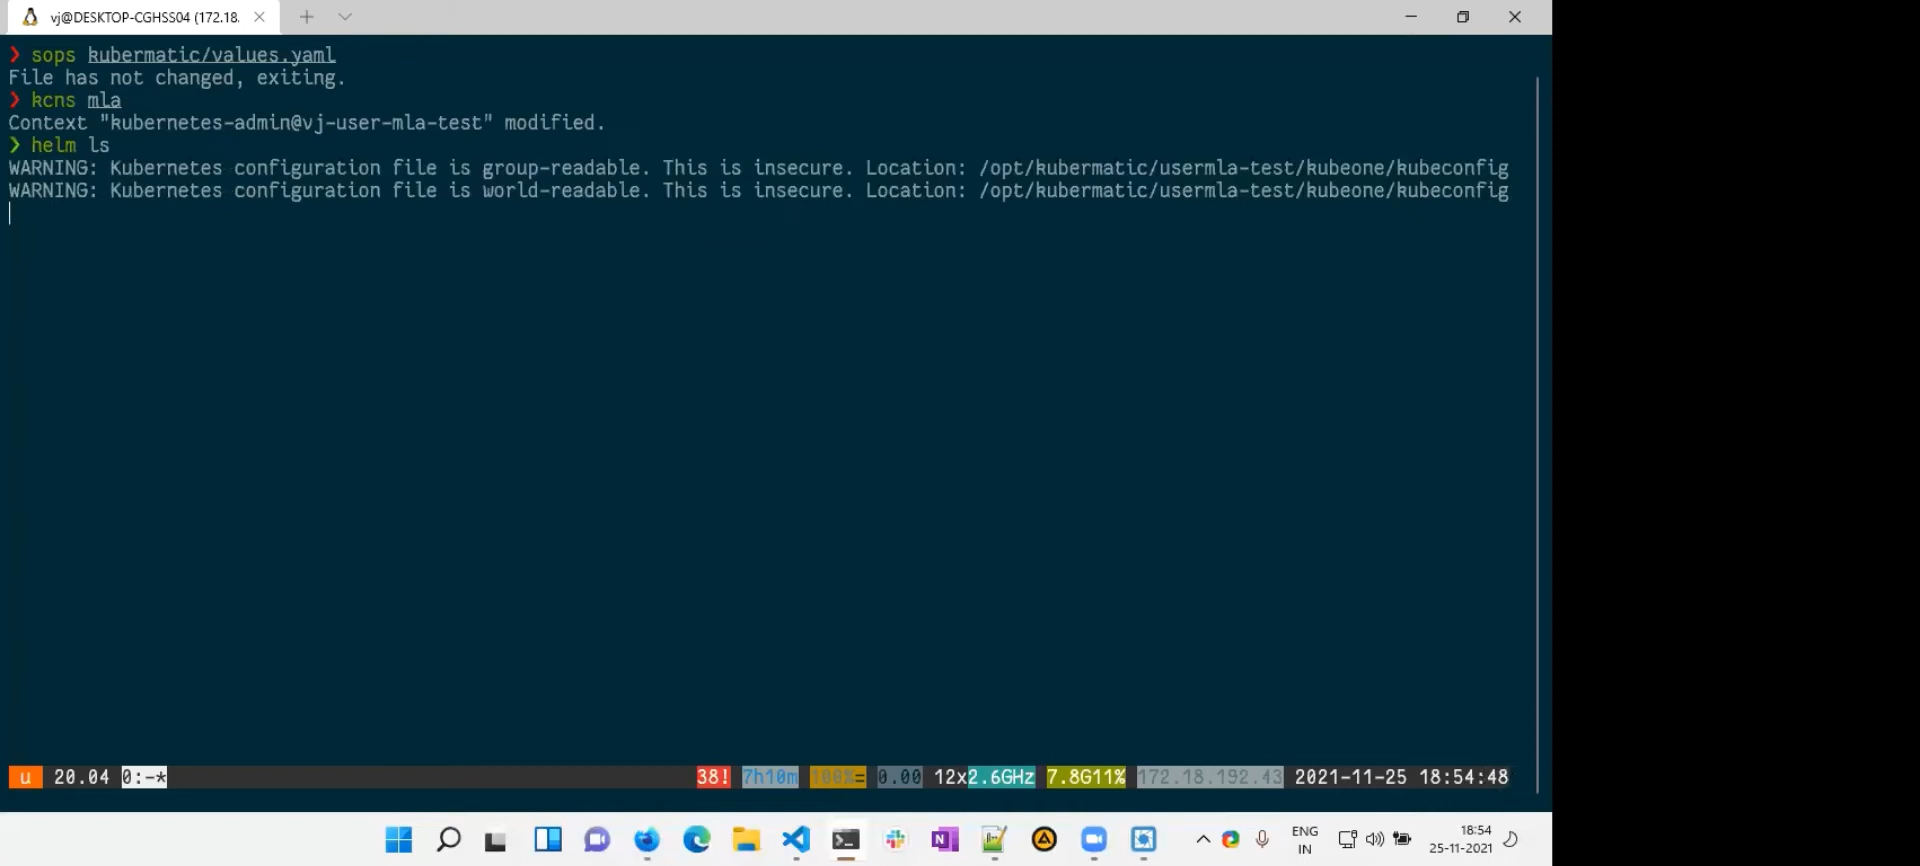 vj@DESKTOP-CGHSS04 (172.18.
❯ sops kubermatic/values.yaml
File has not changed, exiting.
❯ kcns mla
Context "kubernetes-admin@vj-user-mla-test" modified.
❯ helm ls
WARNING: Kubernetes configuration file is group-readable. This is insecure. Location: /opt/kubermatic/usermla-test/kubeone/kubeconfig
WARNING: Kubernetes configuration file is world-readable. This is insecure. Location: /opt/kubermatic/usermla-test/kubeone/kubeconfig
u 20.04 0:-* 38! 7h10m 100%= 0.00 12x2.6GHz 7.8G11% 172.18.192.43 2021-11-25 18:54:48
ENG
IN
18:54
25-11-2021